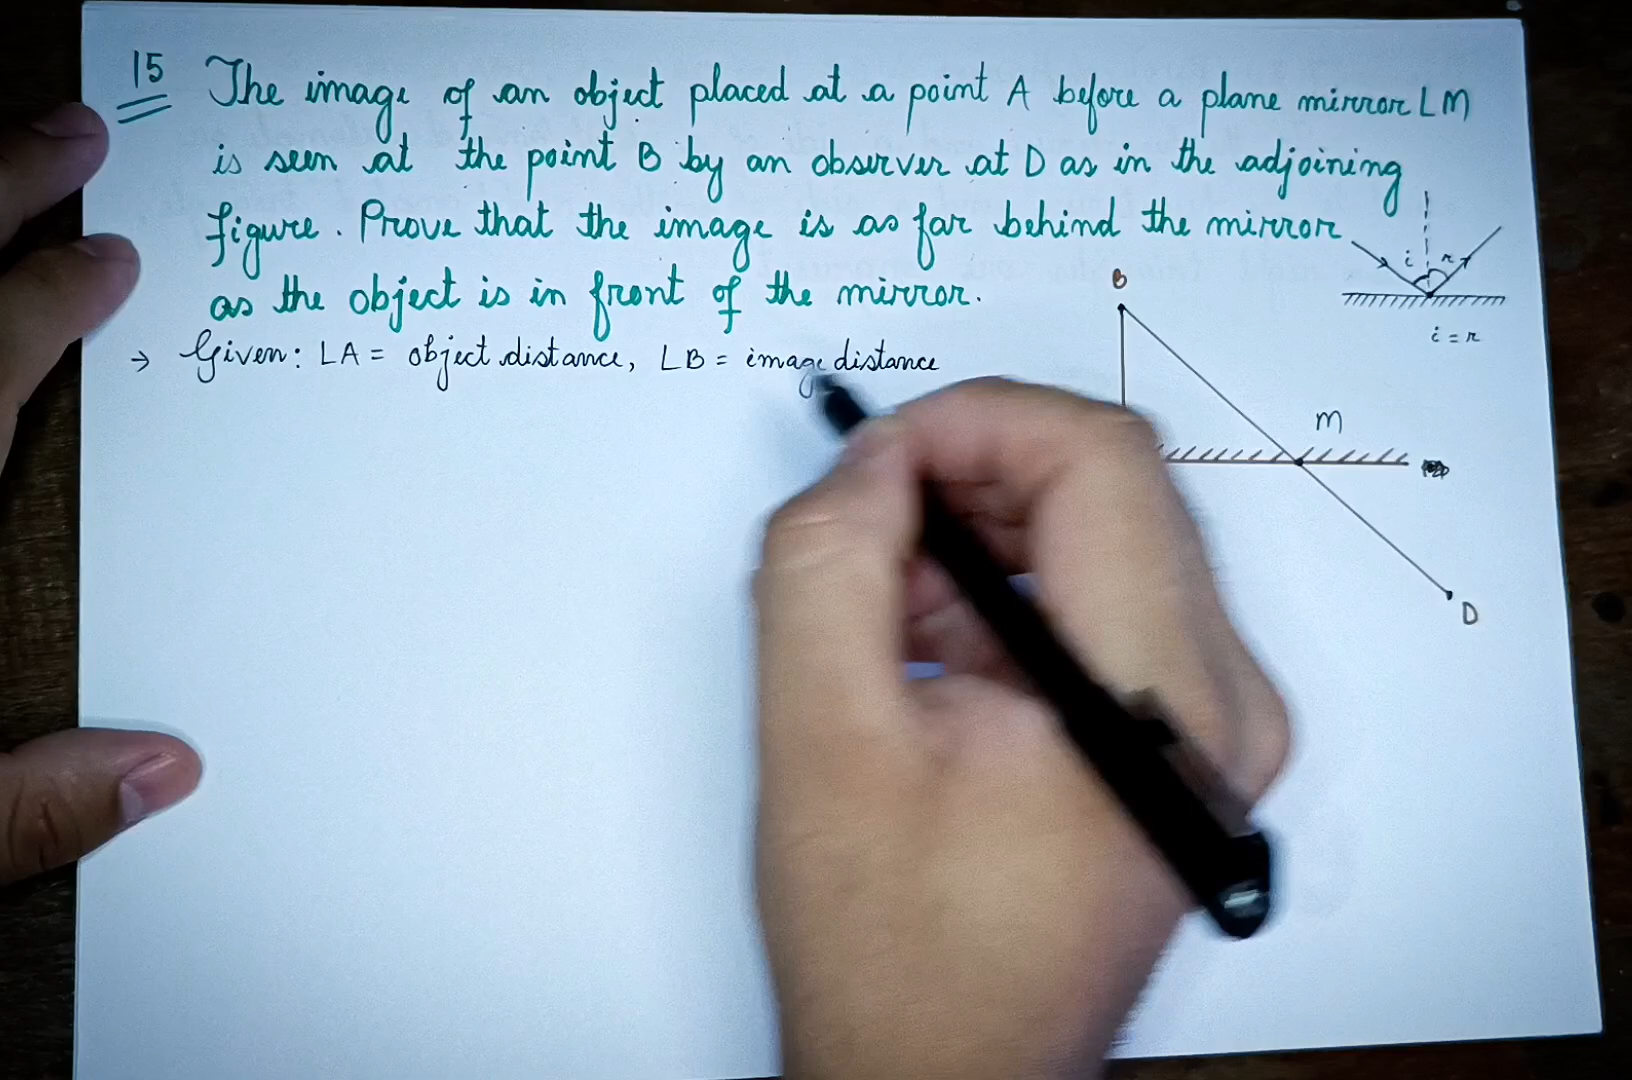 15 The image of an object placed at a point A before a plane mirror LM
is seen at the point B by an observer at D as in the adjoining
figure. Prove that the image is as far behind the mirror
as the object is in front of the mirror.
→ Given: LA = object distance, LB = image distance
i r
i = r
B
M
D